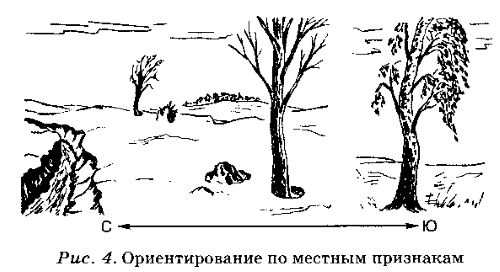 С Ю
Рис. 4. Ориентирование по местным признакам